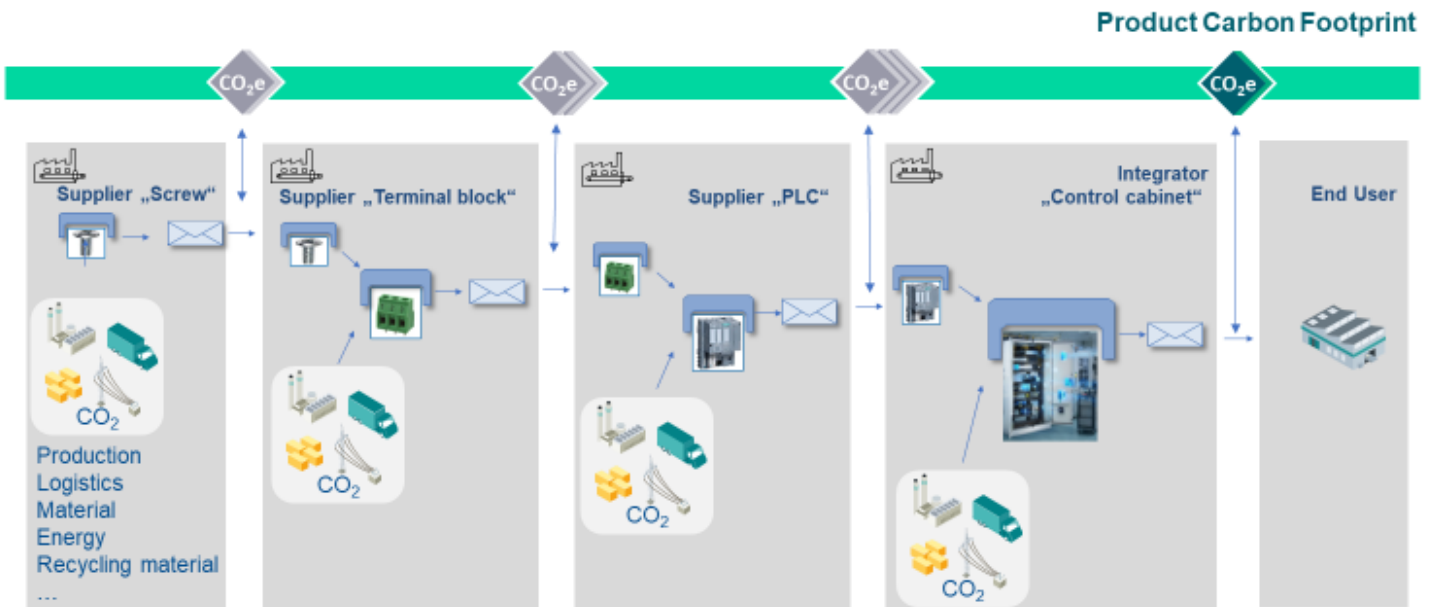 Product Carbon Footprint
CO₂e
CO₂e
CO₂e
CO₂e
Supplier „Screw“
CO₂
Production
Logistics
Material
Energy
Recycling material
...
Supplier „Terminal block“
CO₂
Supplier „PLC“
CO₂
Integrator
„Control cabinet“
CO₂
End User